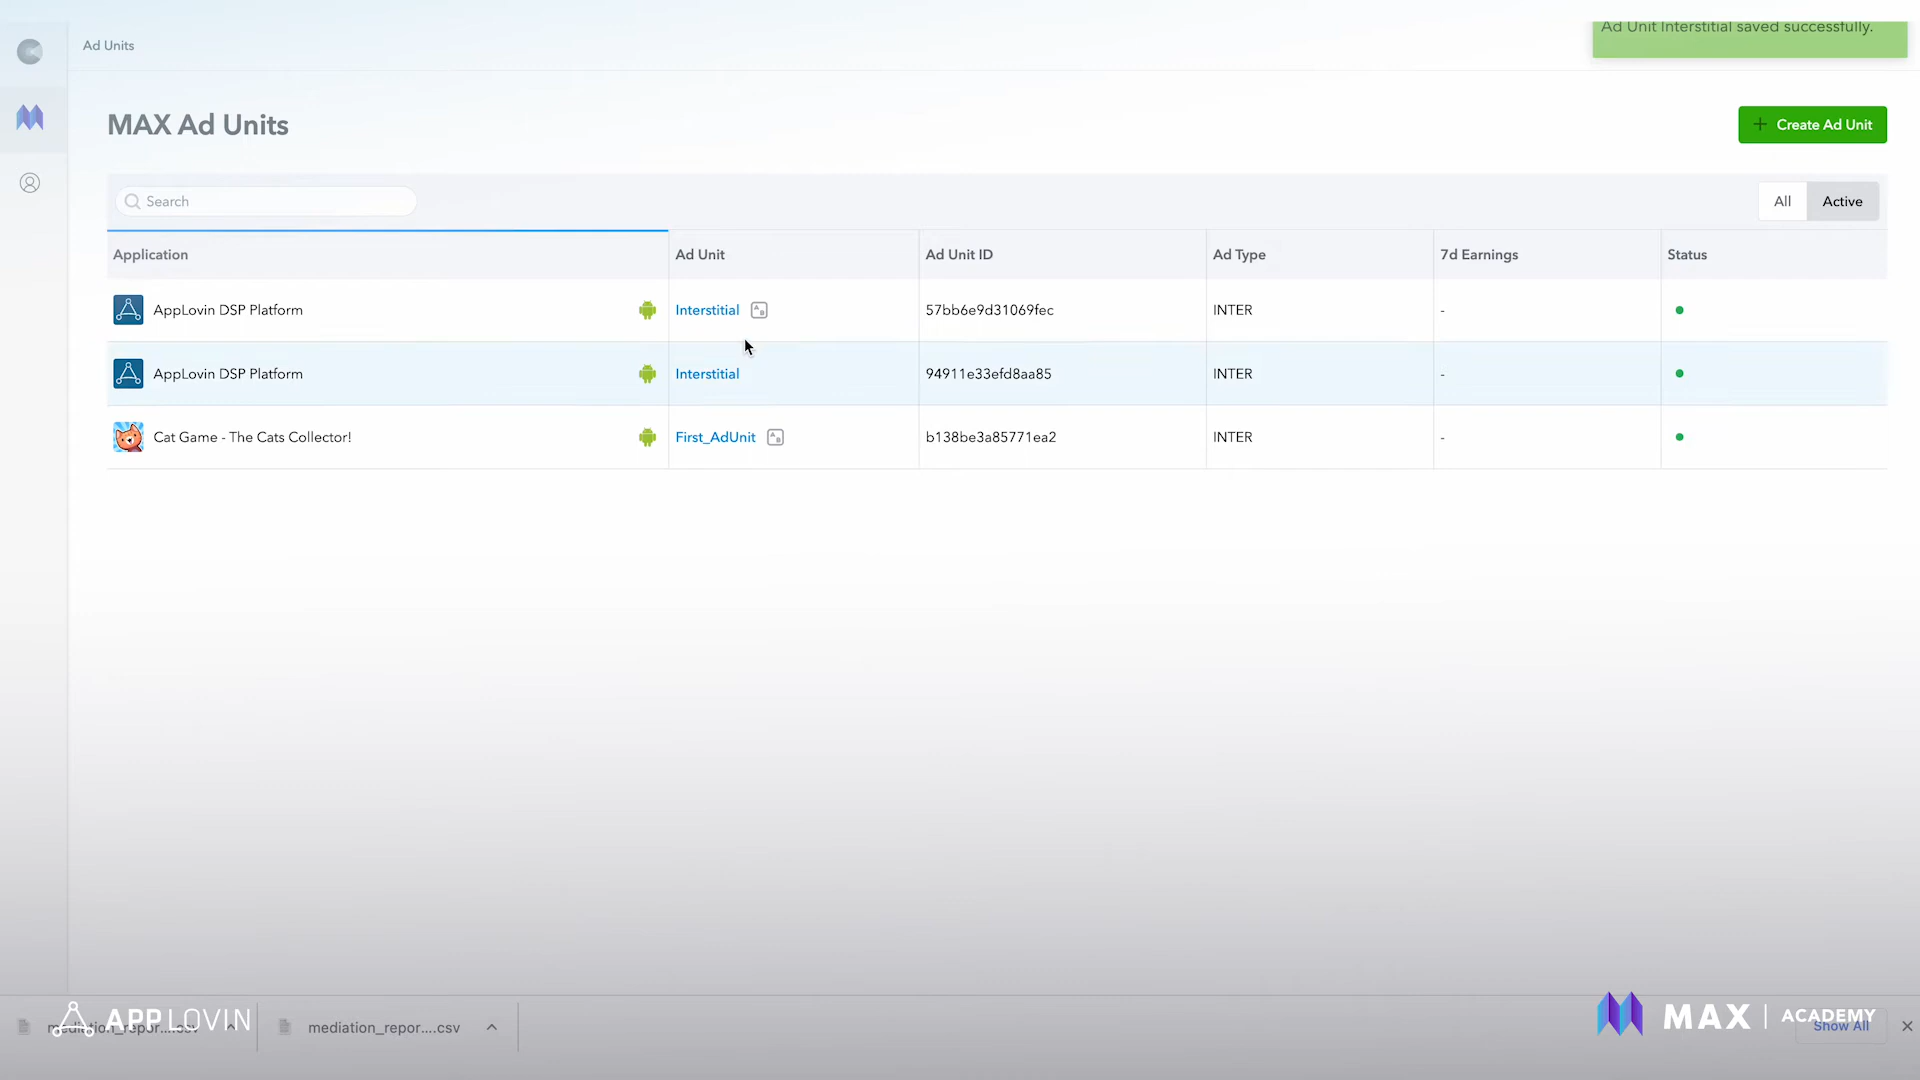 Ad Units
Ad Unit Interstitial saved successfully.
MAX Ad Units
Create Ad Unit
Search
All
Active
Application
Ad Unit
Ad Unit ID
Ad Type
7d Earnings
Status
AppLovin DSP Platform
Interstitial
57bb6e9d31069fec
INTER
-
AppLovin DSP Platform
Interstitial
94911e33efd8aa85
INTER
-
Cat Game - The Cats Collector!
First_AdUnit
b138be3a85771ea2
INTER
-
APPLOVIN
mediation_repor....csv
mediation_repor....csv
MAX | ACADEMY
Show All